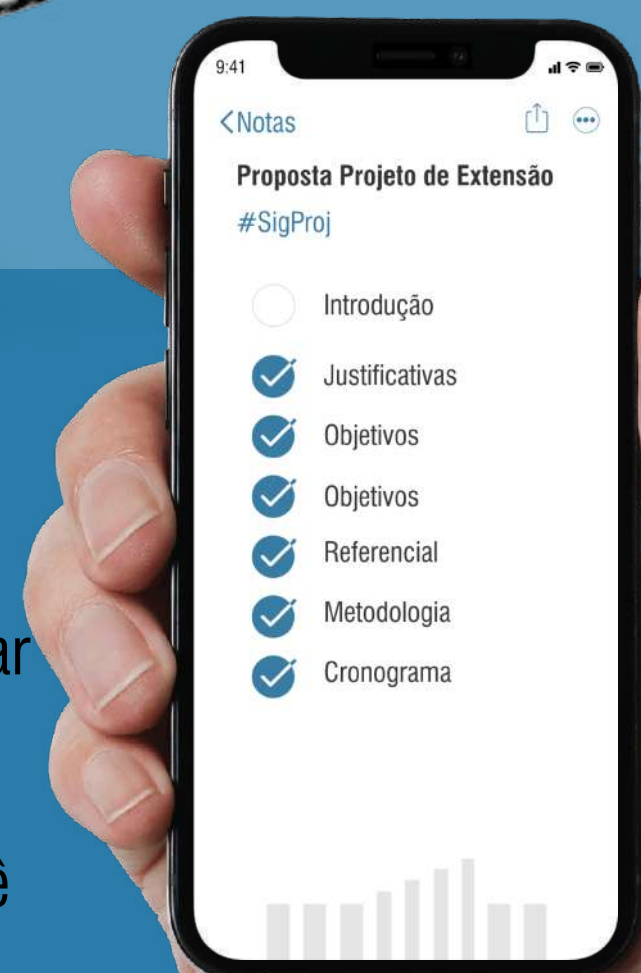 9:41
<Notas
Proposta Projeto de Extensão
#SigProj
Introdução
Justificativas
Objetivos
Objetivos
Referencial
Metodologia
Cronograma
ar
ê